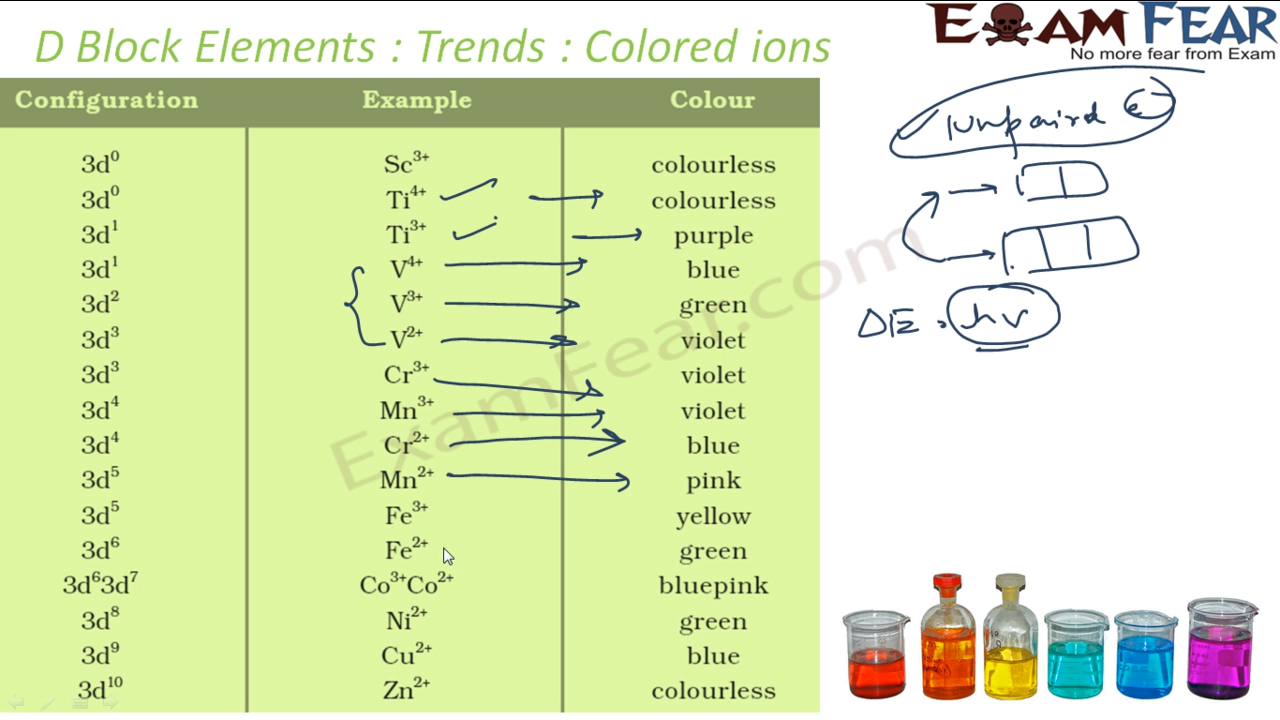 D Block Elements : Trends : Colored ions
EXAM FEAR
No more fear from Exam
Configuration Example Colour
3d⁰ Sc³⁺ colourless
3d⁰ Ti⁴⁺ colourless
3d¹ Ti³⁺ purple
3d¹ V⁴⁺ blue
3d² V³⁺ green
3d³ V²⁺ violet
3d³ Cr³⁺ violet
3d⁴ Mn³⁺ violet
3d⁴ Cr²⁺ blue
3d⁵ Mn²⁺ pink
3d⁵ Fe³⁺ yellow
3d⁶ Fe²⁺ green
3d⁶3d⁷ Co³⁺Co²⁺ bluepink
3d⁸ Ni²⁺ green
3d⁹ Cu²⁺ blue
3d¹⁰ Zn²⁺ colourless
unpaired e⁻
ΔE = hν
ExamFear.com